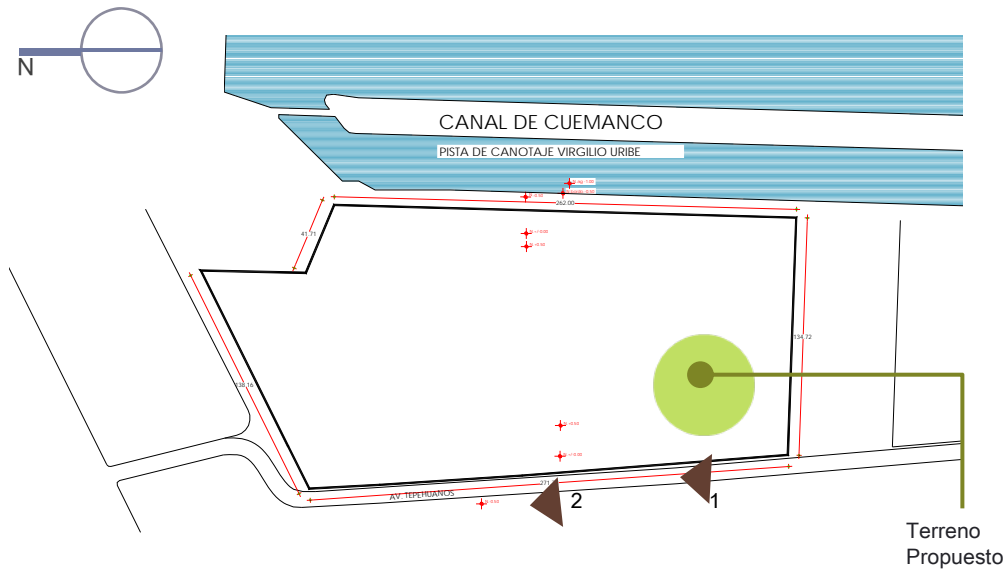 N
CANAL DE CUEMANCO
PISTA DE CANOTAJE VIRGILIO URIBE
262.00
41.71
134.72
138.16
AV. TEPEHUANOS
271
2
1
Terreno
Propuesto